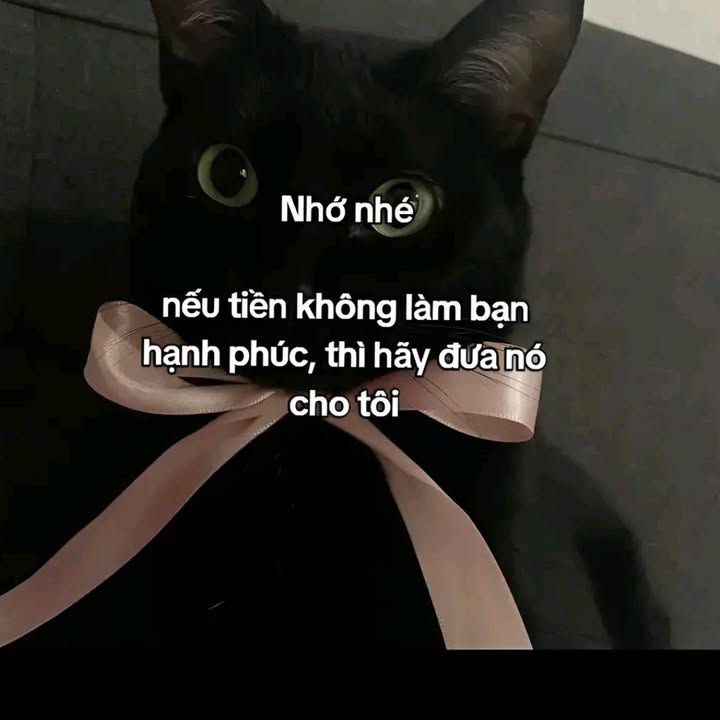 Nhớ nhé
nếu tiền không làm bạn
hạnh phúc, thì hãy đưa nó
cho tôi